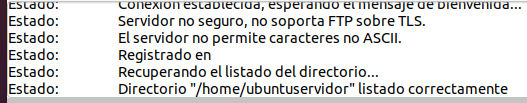 Estado: Conexión establecida, esperando el mensaje de bienvenida...
Estado: Servidor no seguro, no soporta FTP sobre TLS.
Estado: El servidor no permite caracteres no ASCII.
Estado: Registrado en
Estado: Recuperando el listado del directorio...
Estado: Directorio "/home/ubuntuservidor" listado correctamente